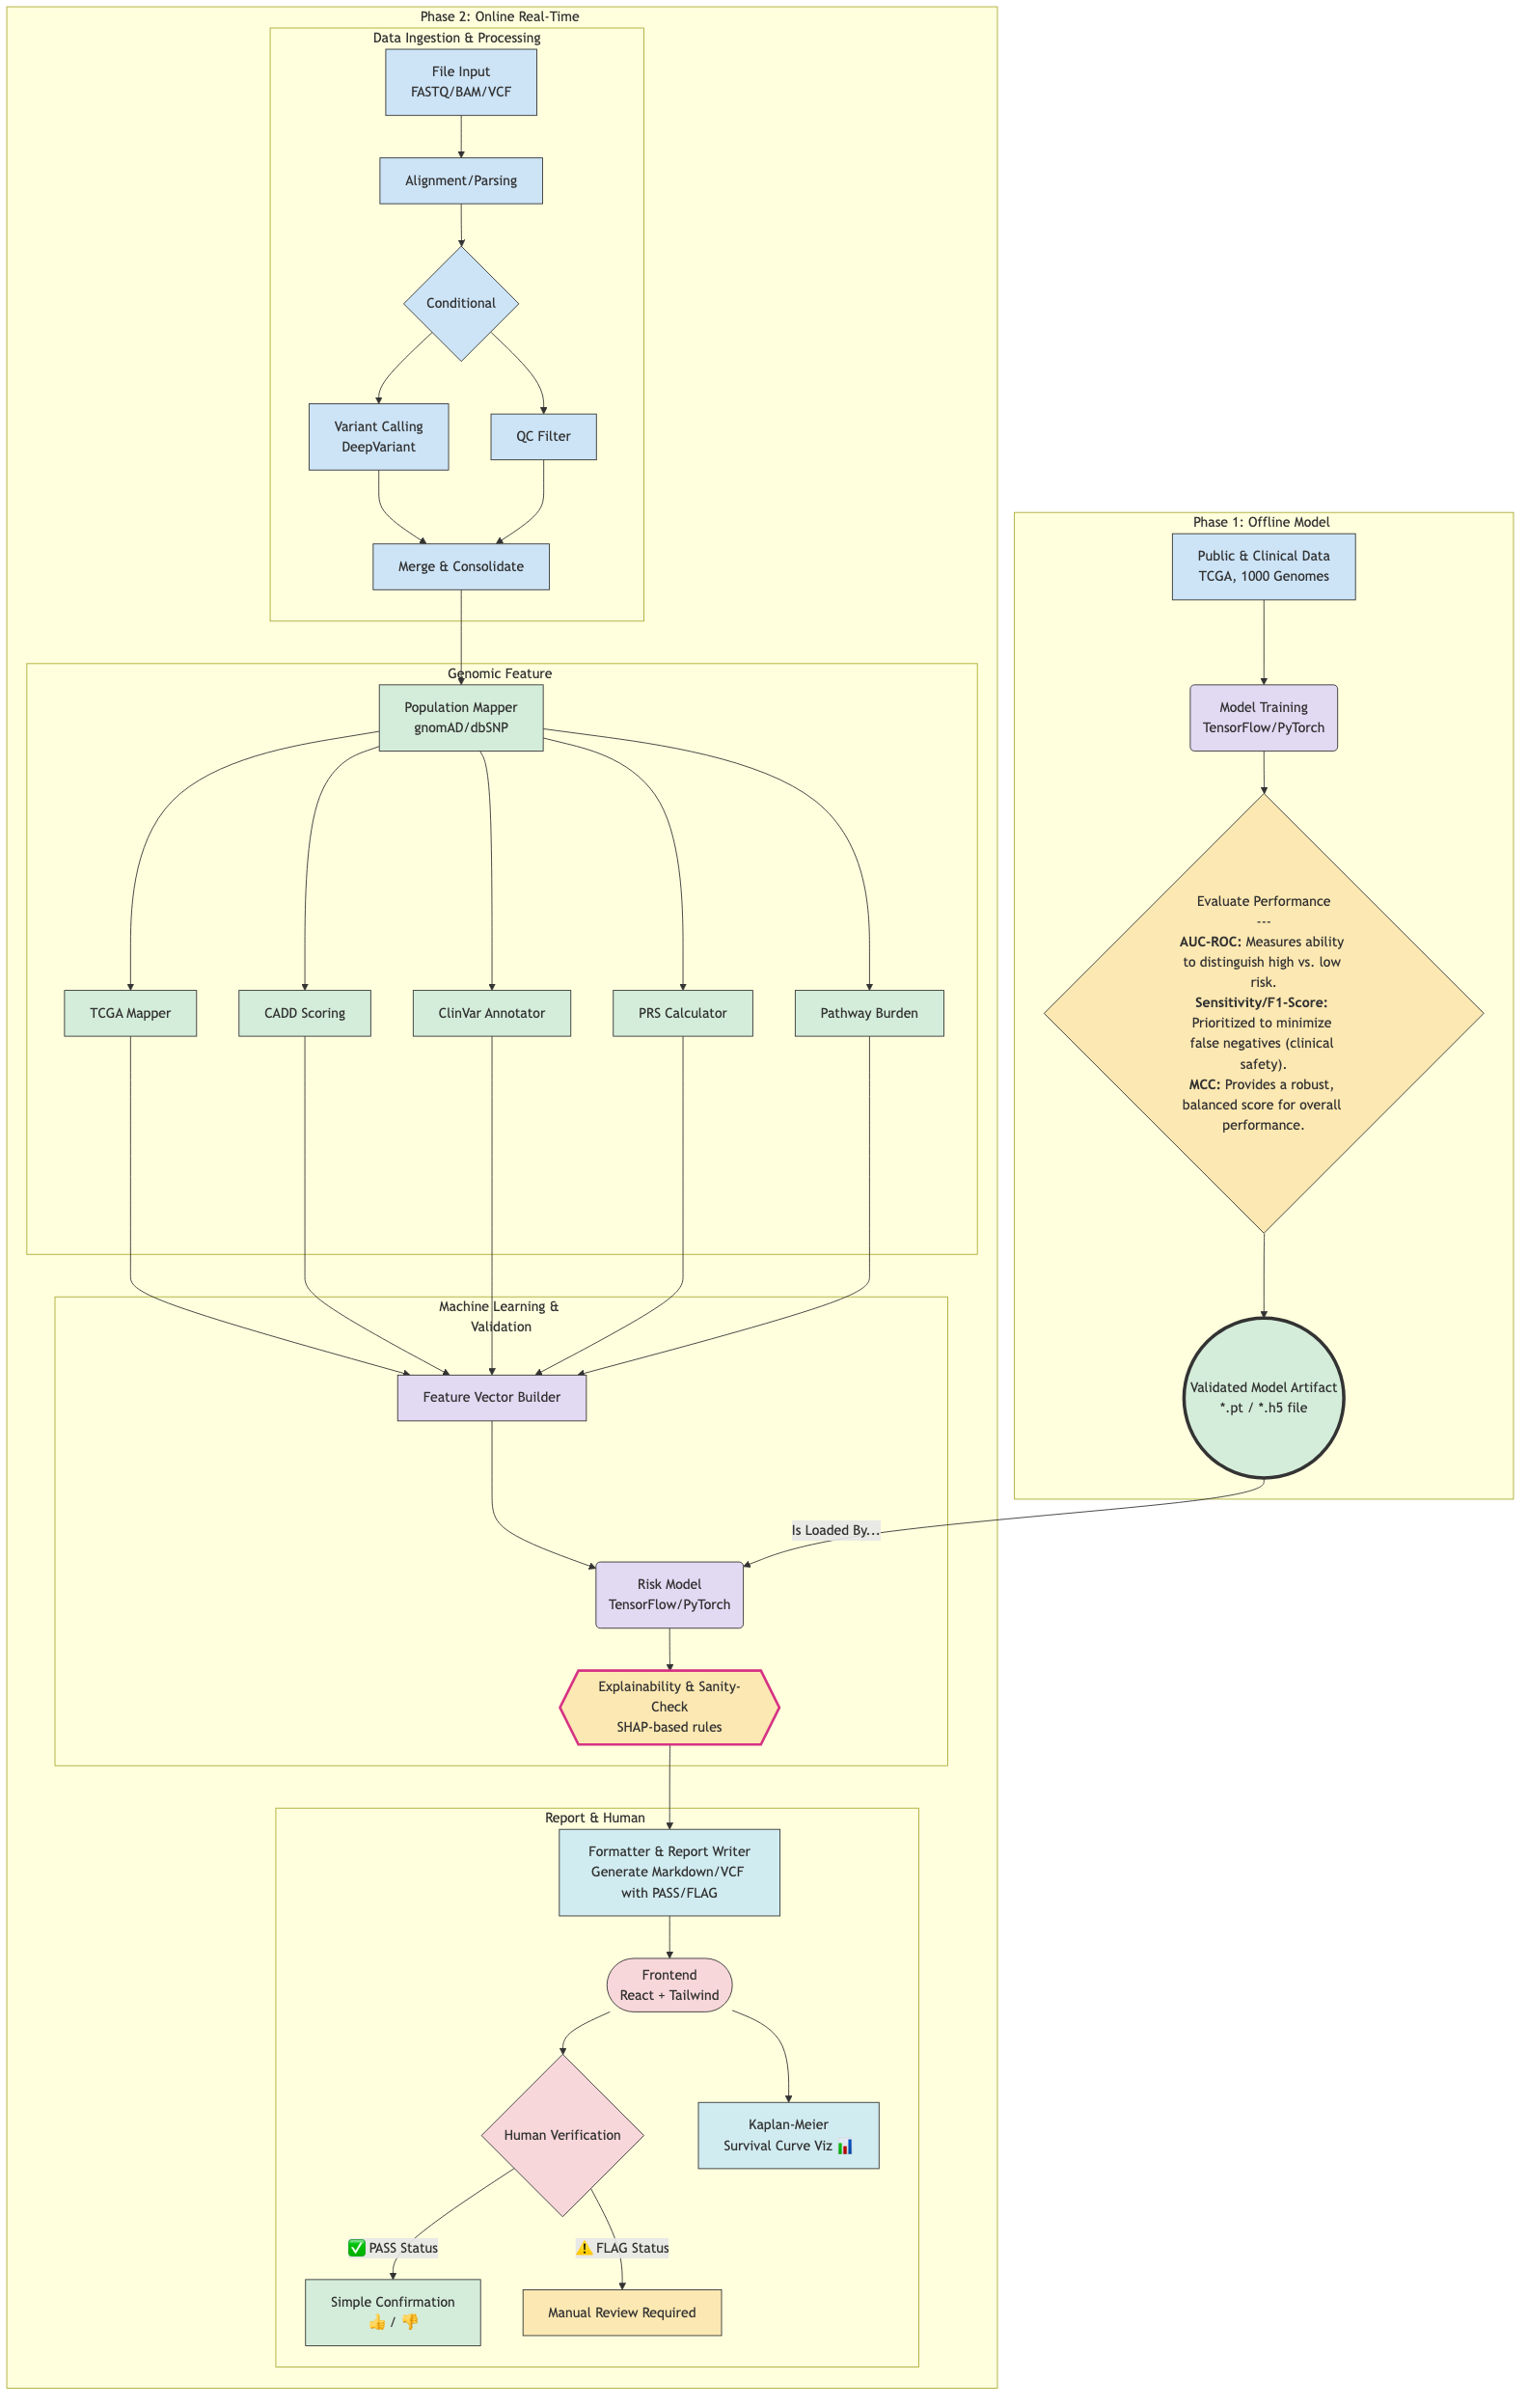 Phase 2: Online Real-Time
Data Ingestion & Processing
File Input
FASTQ/BAM/VCF
Alignment/Parsing
Conditional
Variant Calling
DeepVariant
QC Filter
Merge & Consolidate
Genomic Feature
Population Mapper
gnomAD/dbSNP
TCGA Mapper
CADD Scoring
ClinVar Annotator
PRS Calculator
Pathway Burden
Machine Learning &
Validation
Feature Vector Builder
Risk Model
TensorFlow/PyTorch
Explainability & Sanity-
Check
SHAP-based rules
Report & Human
Formatter & Report Writer
Generate Markdown/VCF
with PASS/FLAG
Frontend
React + Tailwind
Human Verification
Kaplan-Meier
Survival Curve Viz 📊
✅ PASS Status
⚠️ FLAG Status
Simple Confirmation
👍 / 👎
Manual Review Required
Phase 1: Offline Model
Public & Clinical Data
TCGA, 1000 Genomes
Model Training
TensorFlow/PyTorch
Evaluate Performance
---
AUC-ROC: Measures ability
to distinguish high vs. low
risk.
Sensitivity/F1-Score:
Prioritized to minimize
false negatives (clinical
safety).
MCC: Provides a robust,
balanced score for overall
performance.
Validated Model Artifact
*.pt / *.h5 file
Is Loaded By...